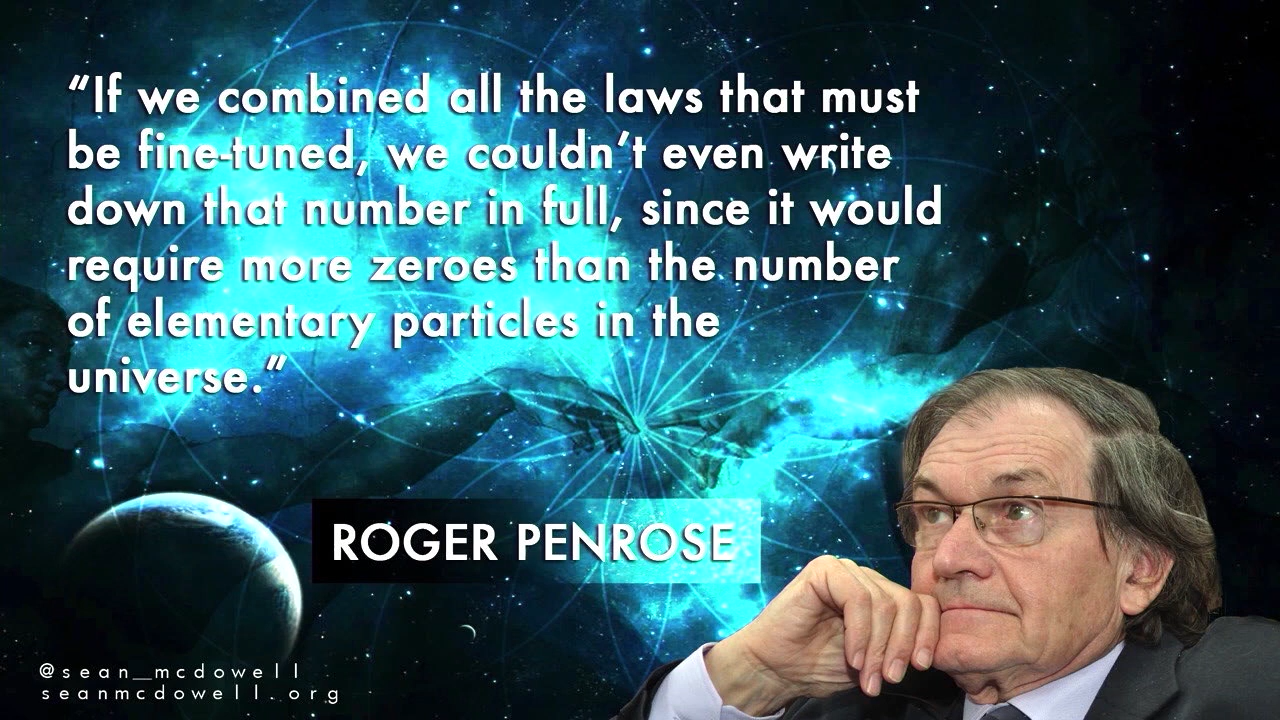 “If we combined all the laws that must
be fine-tuned, we couldn’t even write
down that number in full, since it would
require more zeroes than the number
of elementary particles in the
universe.”
ROGER PENROSE
@sean_mcdowell
seanmcdowell.org